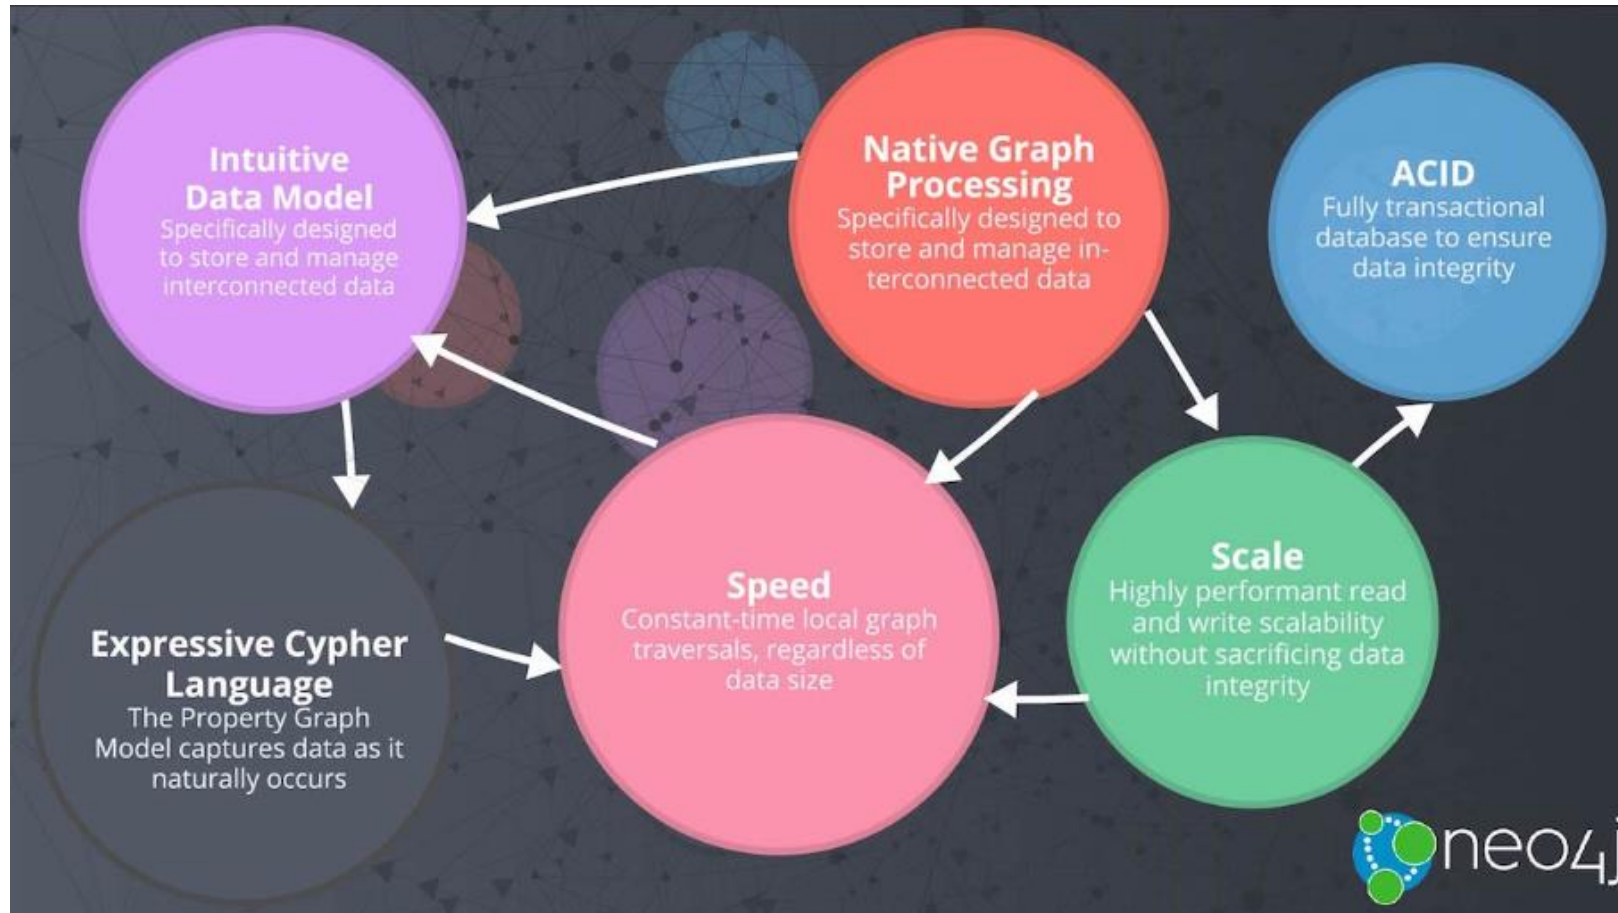 Intuitive
Data Model
Specifically designed
to store and manage
interconnected data
Native Graph
Processing
Specifically designed to
store and manage in-
terconnected data
ACID
Fully transactional
database to ensure
data integrity
Expressive Cypher
Language
The Property Graph
Model captures data as it
naturally occurs
Speed
Constant-time local graph
traversals, regardless of
data size
Scale
Highly performant read
and write scalability
without sacrificing data
integrity
neo4j